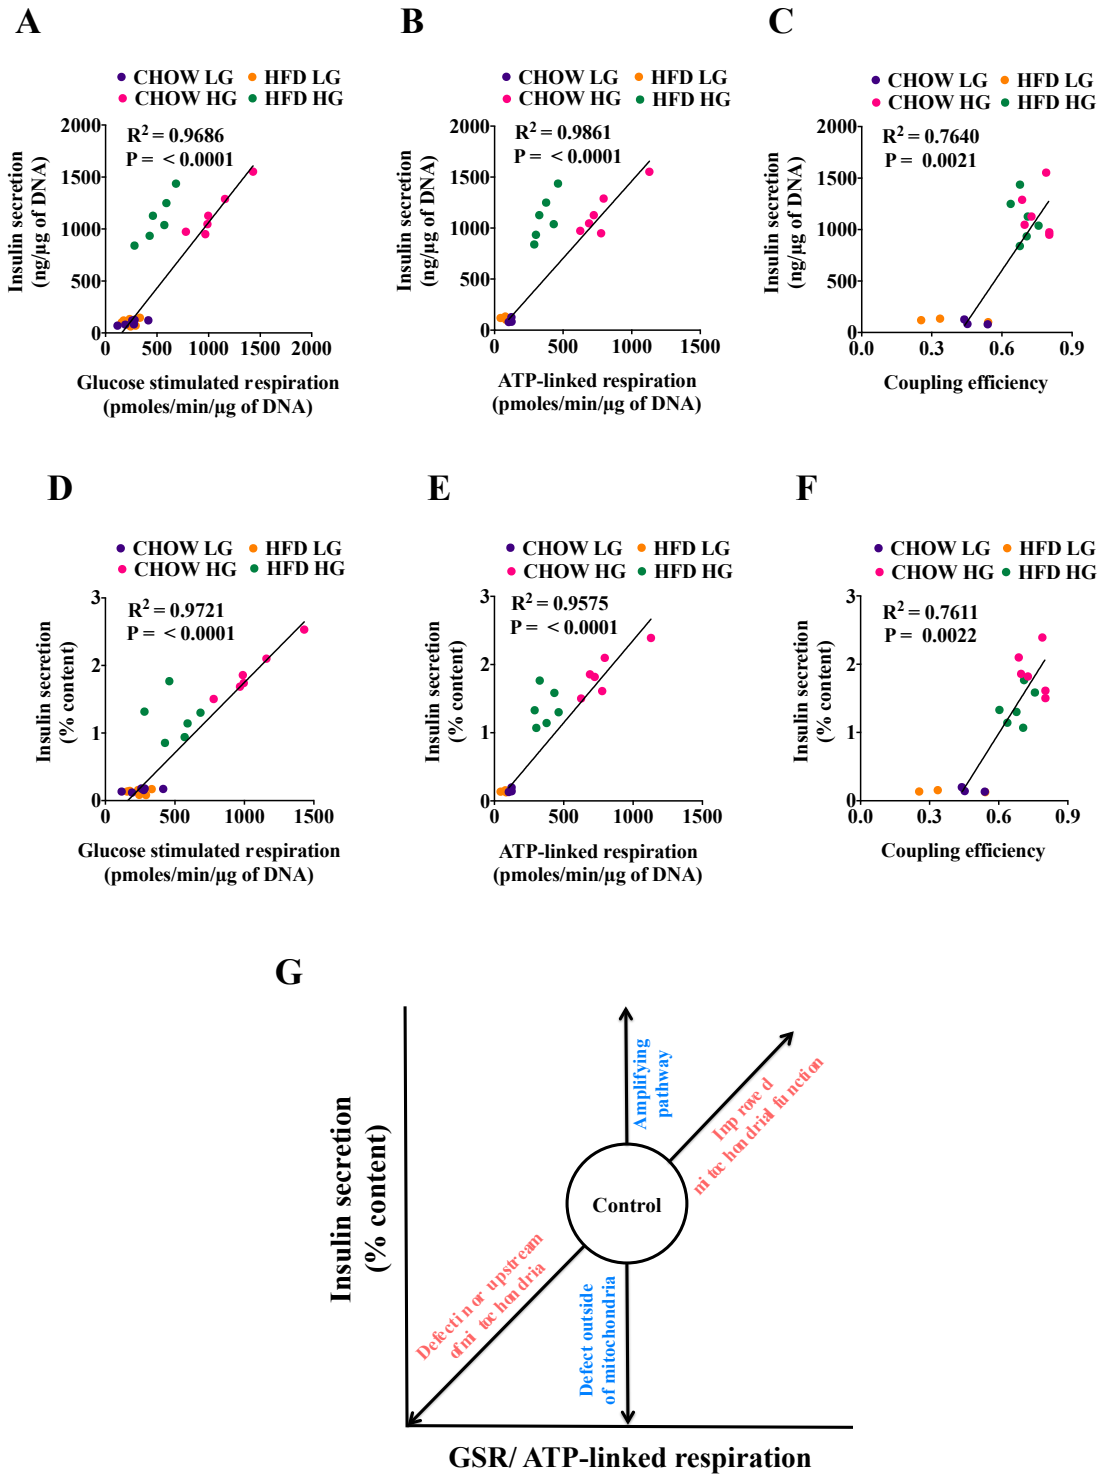 A
CHOW LG HFD LG
CHOW HG HFD HG
R² = 0.9686
P = < 0.0001
Insulin secretion
(ng/µg of DNA)
2000
1500
1000
500
0
0 500 1000 1500 2000
Glucose stimulated respiration
(pmoles/min/µg of DNA)
B
CHOW LG HFD LG
CHOW HG HFD HG
R² = 0.9861
P = < 0.0001
Insulin secretion
(ng/µg of DNA)
2000
1500
1000
500
0
0 500 1000 1500
ATP-linked respiration
(pmoles/min/µg of DNA)
C
CHOW LG HFD LG
CHOW HG HFD HG
R² = 0.7640
P = 0.0021
Insulin secretion
(ng/µg of DNA)
2000
1500
1000
500
0
0.0 0.3 0.6 0.9
Coupling efficiency
D
CHOW LG HFD LG
CHOW HG HFD HG
R² = 0.9721
P = < 0.0001
Insulin secretion
(% content)
3
2
1
0
0 500 1000 1500
Glucose stimulated respiration
(pmoles/min/µg of DNA)
E
CHOW LG HFD LG
CHOW HG HFD HG
R² = 0.9575
P = < 0.0001
Insulin secretion
(% content)
3
2
1
0
0 500 1000 1500
ATP-linked respiration
(pmoles/min/µg of DNA)
F
CHOW LG HFD LG
CHOW HG HFD HG
R² = 0.7611
P = 0.0022
Insulin secretion
(% content)
3
2
1
0
0.0 0.3 0.6 0.9
Coupling efficiency
G
Insulin secretion
(% content)
Amplifying
pathway
Improved
mitochondrial function
Control
Defect in or upstream
of mitochondria
Defect outside
of mitochondria
GSR/ ATP-linked respiration